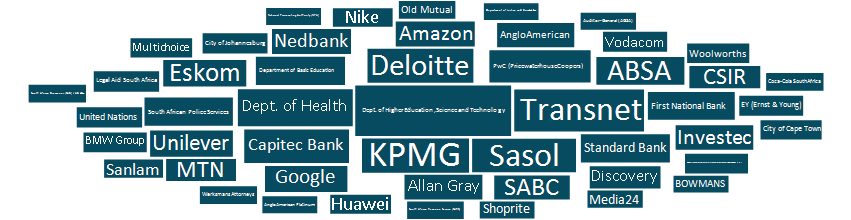 Old Mutual
Nike
Auditor-General (AGSA)
Nedbank
Amazon
AngloAmerican
City of Johannesburg
Vodacom
Multichoice
Woolworths
Deloitte
PwC (PricewaterhouseCoopers)
ABSA
Eskom
Department of Basic Education
CSIR
Legal Aid South Africa
Coca-Cola South Africa
Dept. of Health
Dept. of Higher Education, Science and Technology
Transnet
First National Bank
EY (Ernst & Young)
South African Police Services
United Nations
City of Cape Town
BMW Group
Unilever
Capitec Bank
Investec
KPMG
Sasol
Standard Bank
Sanlam
MTN
Google
Discovery
BOWMANS
Allan Gray
SABC
Werksmans Attorneys
Media24
AngloAmerican Platinum
Huawei
Shoprite